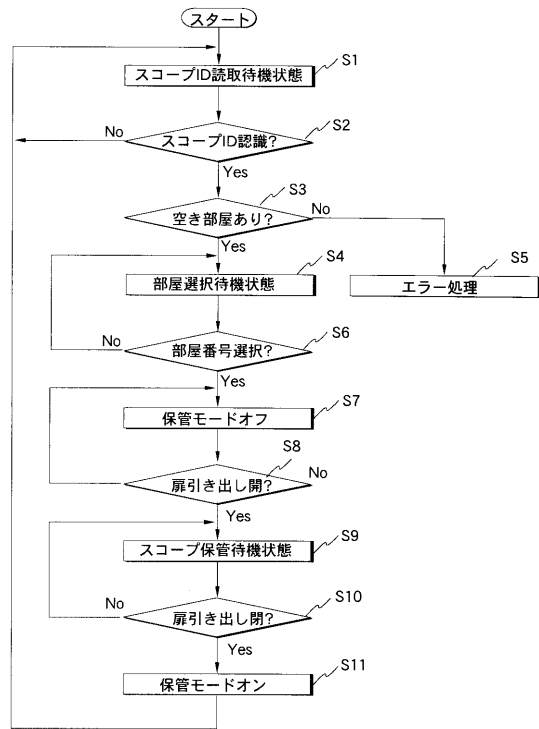 スタート
S1
スコープID読取待機状態
S2
No
スコープID認識?
Yes
S3
空き部屋あり?
No
Yes
S4
部屋選択待機状態
S5
エラー処理
S6
No
部屋番号選択?
Yes
S7
保管モードオフ
S8
No
扉引き出し開?
Yes
S9
スコープ保管待機状態
S10
No
扉引き出し閉?
Yes
S11
保管モードオン